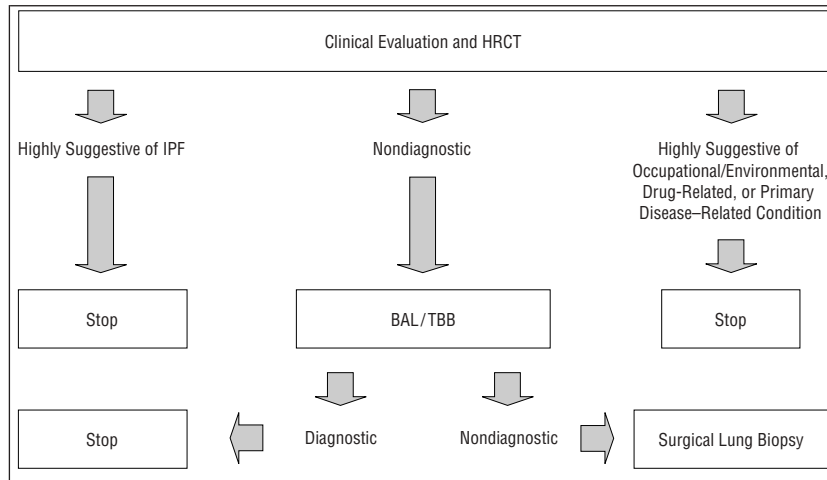 Clinical Evaluation and HRCT
Highly Suggestive of IPF
Nondiagnostic
Highly Suggestive of
Occupational/Environmental,
Drug-Related, or Primary
Disease–Related Condition
Stop
BAL/TBB
Stop
Stop
Diagnostic
Nondiagnostic
Surgical Lung Biopsy